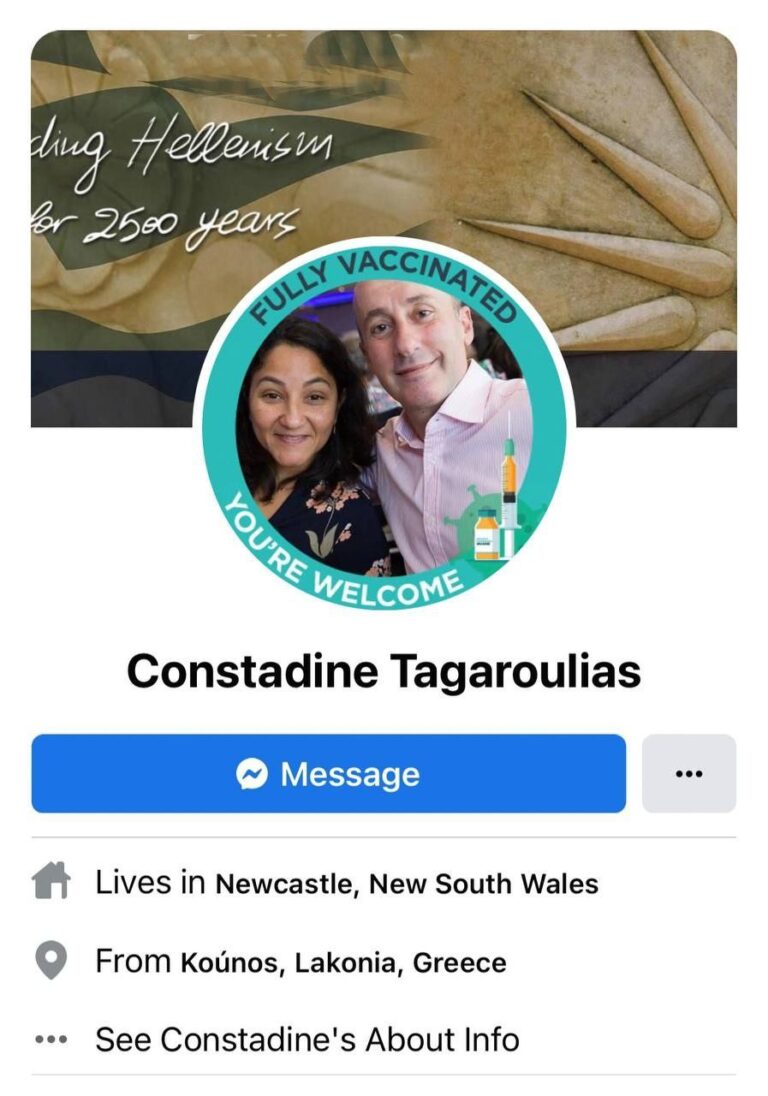 ding Hellenism
for 2500 years
FULLY VACCINATED
YOU'RE WELCOME
Constadine Tagaroulias
Message
Lives in Newcastle, New South Wales
From Koúnos, Lakonia, Greece
See Constadine's About Info